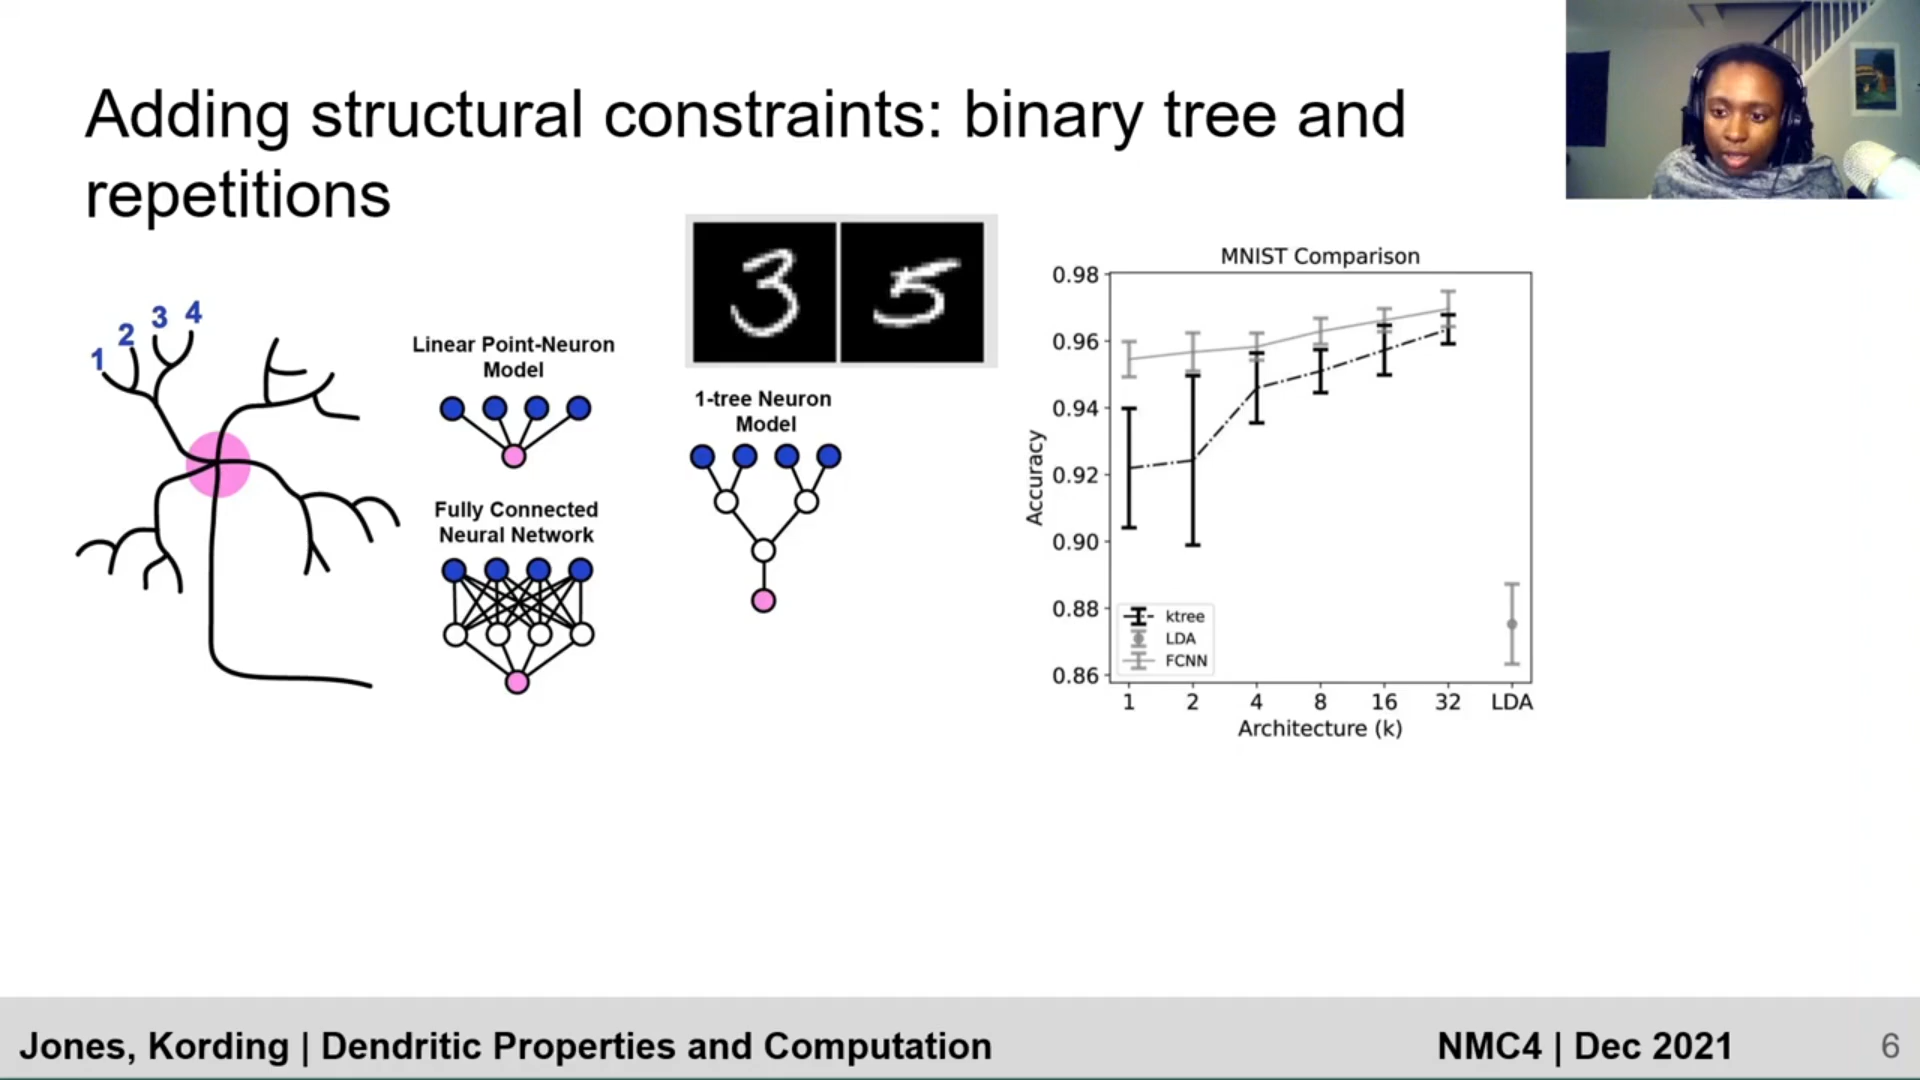 Adding structural constraints: binary tree and
repetitions
1
2
3
4
Linear Point-Neuron
Model
Fully Connected
Neural Network
3
5
1-tree Neuron
Model
MNIST Comparison
Accuracy
0.98
0.96
0.94
0.92
0.90
0.88
0.86
ktree
LDA
FCNN
1 2 4 8 16 32 LDA
Architecture (k)
Jones, Kording | Dendritic Properties and Computation
NMC4 | Dec 2021
6